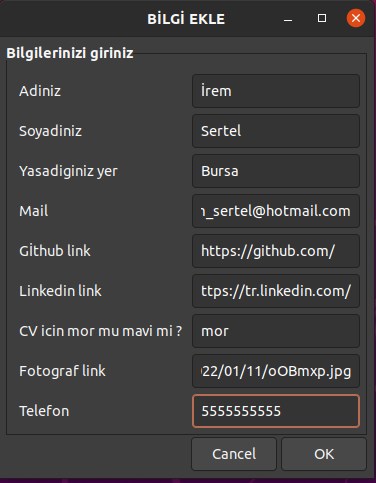 BİLGİ EKLE
Bilgilerinizi giriniz
Adiniz İrem
Soyadiniz Sertel
Yasadiginiz yer Bursa
Mail _sertel@hotmail.com
Gİthub link https://github.com/
Linkedin link ttps://tr.linkedin.com/
CV icin mor mu mavi mi ? mor
Fotograf link 22/01/11/oOBmxp.jpg
Telefon 5555555555
Cancel OK